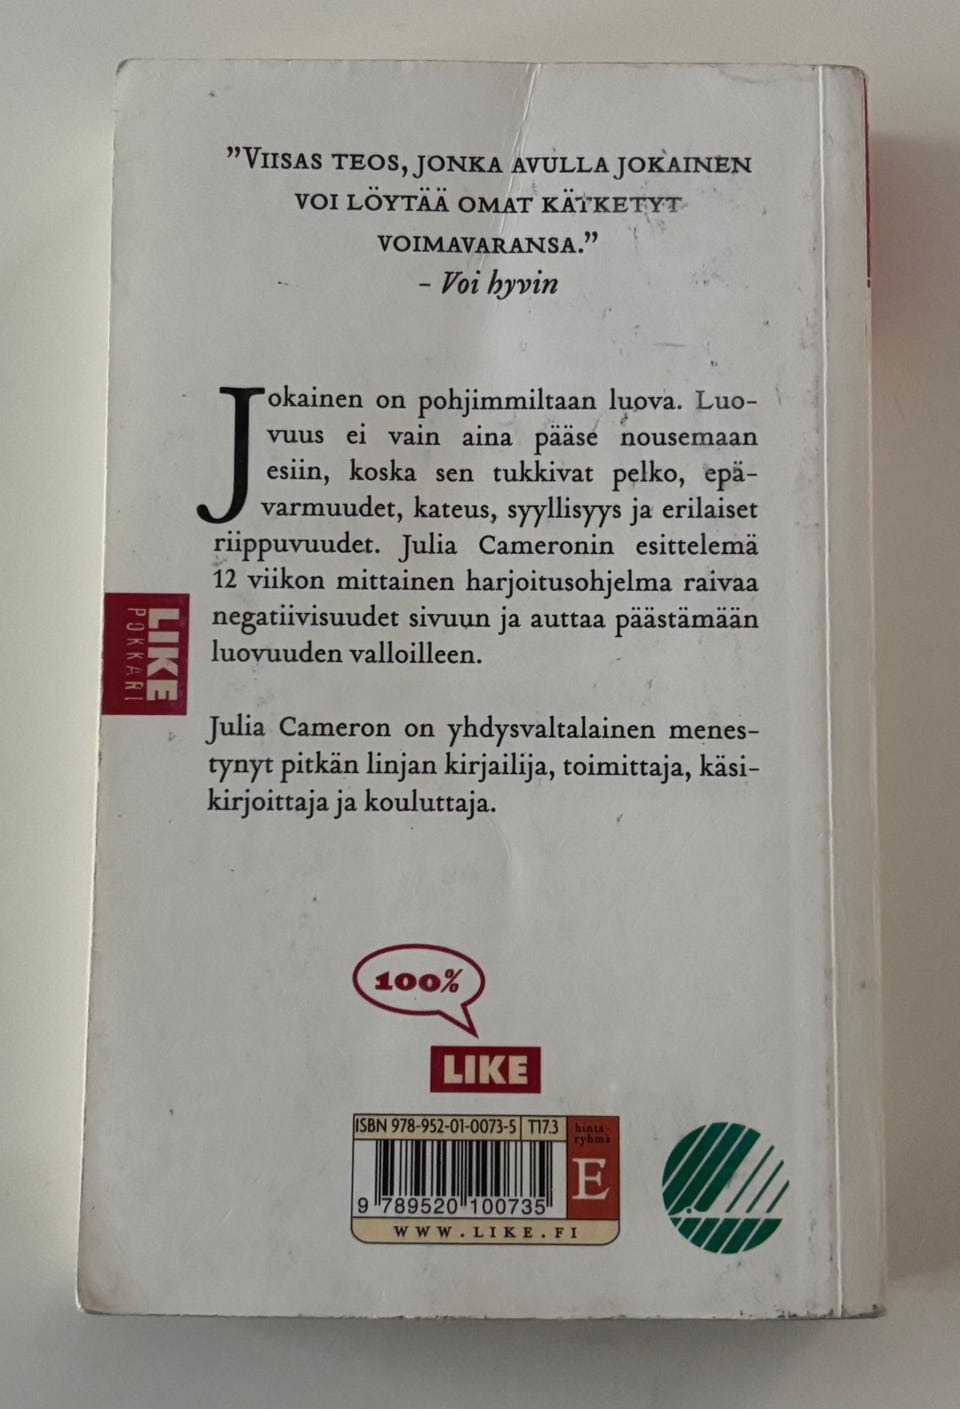 ”Viisas teos, jonka avulla jokainen
voi löytää omat kätketyt
voimavaransa.”
– Voi hyvin
Jokainen on pohjimmiltaan luova. Luo-
vuus ei vain aina pääse nousemaan
esiin, koska sen tukkivat pelko, epä-
varmuudet, kateus, syyllisyys ja erilaiset
riippuvuudet. Julia Cameronin esittelemä
12 viikon mittainen harjoitusohjelma raivaa
negatiivisuudet sivuun ja auttaa päästämään
luovuuden valloilleen.
LIKE
POKKARI
Julia Cameron on yhdysvaltalainen menes-
tynyt pitkän linjan kirjailija, toimittaja, käsi-
kirjoittaja ja kouluttaja.
100%
LIKE
ISBN 978-952-01-0073-5 T17.3
hinta-
ryhmä
E
9 789520 100735
WWW.LIKE.FI